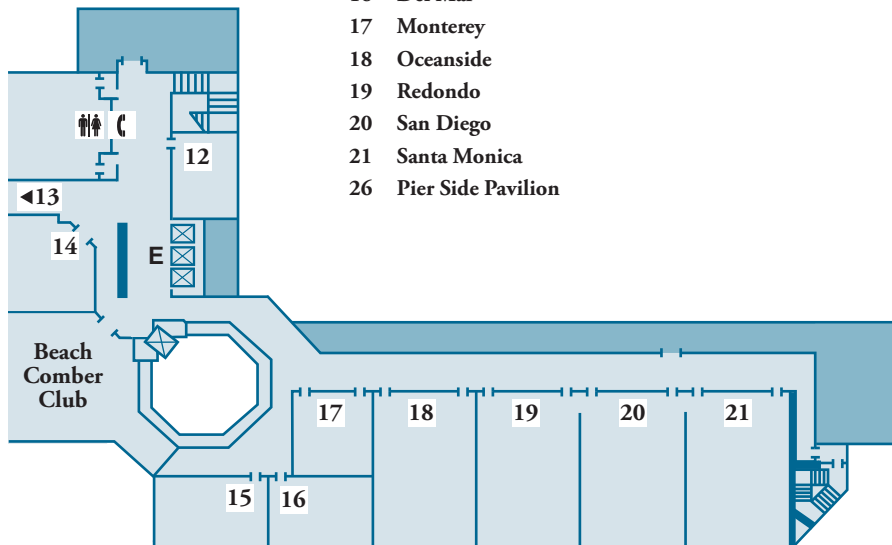 17 Monterey
18 Oceanside
19 Redondo
20 San Diego
21 Santa Monica
26 Pier Side Pavilion
12
◀13
14
E
Beach
Comber
Club
17
18
19
20
21
15
16